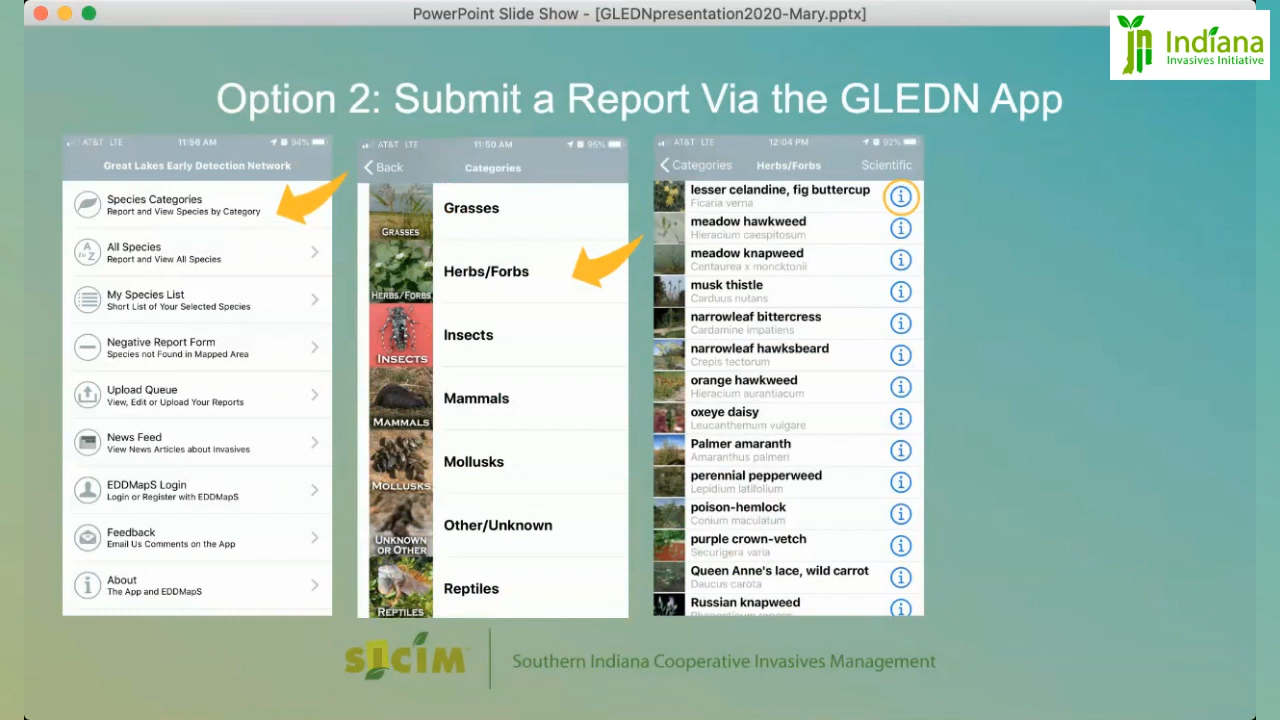 PowerPoint Slide Show - [GLEDNpresentation2020-Mary.pptx]
Indiana
Invasives Initiative
Option 2: Submit a Report Via the GLEDN App
AT&T LTE 11:56 AM 94%
Great Lakes Early Detection Network
Species Categories
Report and View Species by Category
A to Z
All Species
Report and View All Species
My Species List
Short List of Your Selected Species
Negative Report Form
Species not Found in Mapped Area
Upload Queue
View, Edit or Upload Your Reports
News Feed
View News Articles about Invasives
EDDMapS Login
Login or Register with EDDMapS
Feedback
Email Us Comments on the App
About
The App and EDDMapS
AT&T LTE 11:50 AM 95%
Back Categories
GRASSES
Grasses
HERBS/FORBS
Herbs/Forbs
INSECTS
Insects
MAMMALS
Mammals
MOLLUSKS
Mollusks
UNKNOWN
OR OTHER
Other/Unknown
REPTILES
Reptiles
AT&T LTE 12:04 PM 92%
Categories Herbs/Forbs Scientific
lesser celandine, fig buttercup
Ficaria verna
meadow hawkweed
Hieracium caespitosum
meadow knapweed
Centaurea x moncktonii
musk thistle
Carduus nutans
narrowleaf bittercress
Cardamine impatiens
narrowleaf hawksbeard
Crepis tectorum
orange hawkweed
Hieracium aurantiacum
oxeye daisy
Leucanthemum vulgare
Palmer amaranth
Amaranthus palmeri
perennial pepperweed
Lepidium latifolium
poison-hemlock
Conium maculatum
purple crown-vetch
Securigera varia
Queen Anne's lace, wild carrot
Daucus carota
Russian knapweed
SICIM
Southern Indiana Cooperative Invasives Management